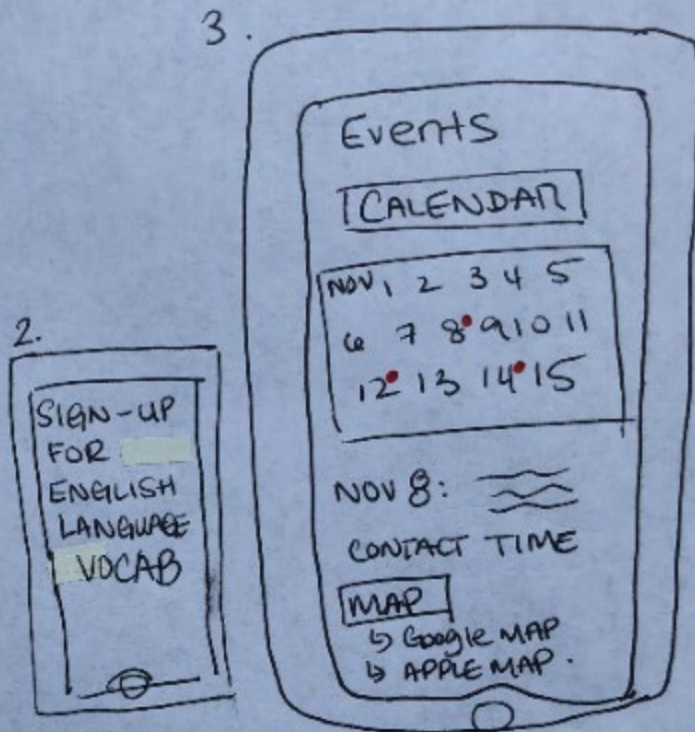 2.
SIGN-UP
FOR
ENGLISH
LANGUAGE
VOCAB
3.
Events
CALENDAR
NOV 1 2 3 4 5
6 7 8 9 10 11
12 13 14 15
NOV 8:
CONTACT TIME
MAP
↳ Google MAP
↳ APPLE MAP.